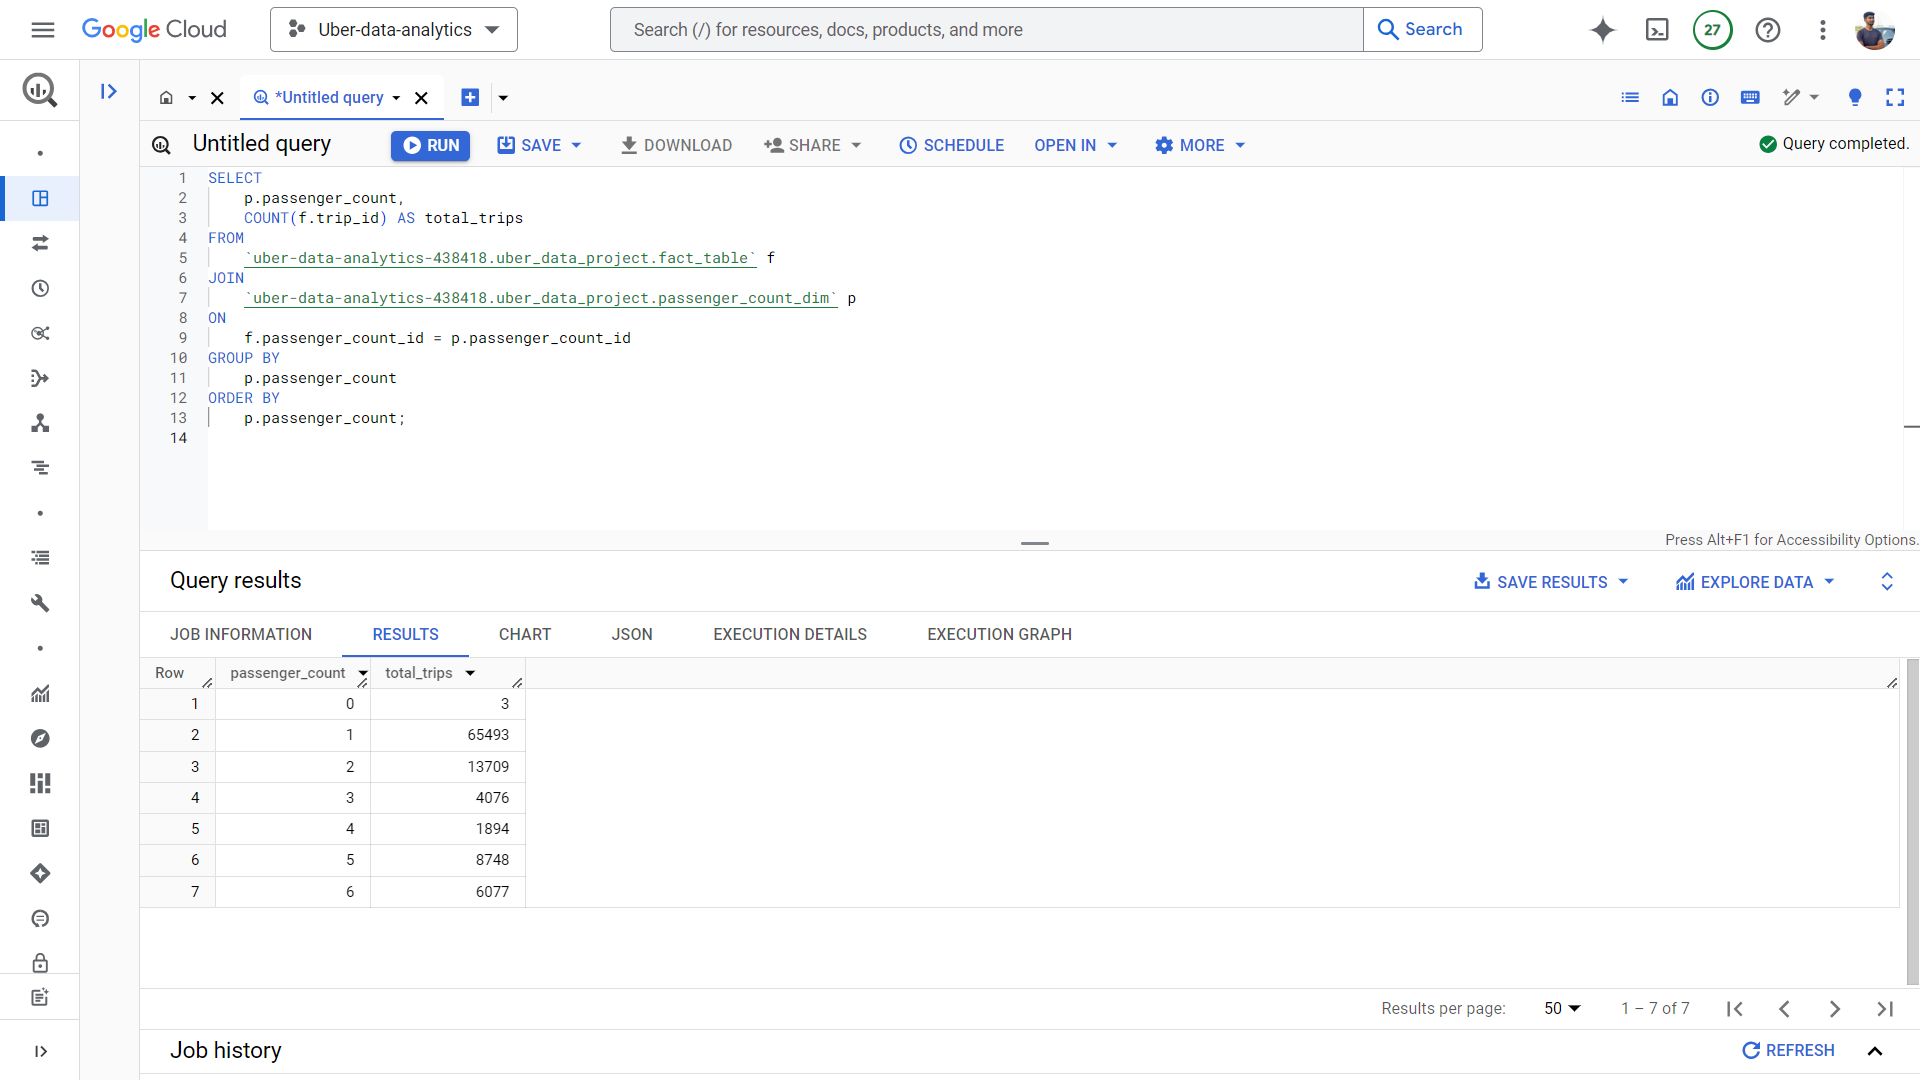 Google Cloud
Uber-data-analytics
Search (/) for resources, docs, products, and more
Search
27
*Untitled query
Untitled query
RUN
SAVE
DOWNLOAD
SHARE
SCHEDULE
OPEN IN
MORE
Query completed.
1 SELECT
2 p.passenger_count,
3 COUNT(f.trip_id) AS total_trips
4 FROM
5 `uber-data-analytics-438418.uber_data_project.fact_table` f
6 JOIN
7 `uber-data-analytics-438418.uber_data_project.passenger_count_dim` p
8 ON
9 f.passenger_count_id = p.passenger_count_id
10 GROUP BY
11 p.passenger_count
12 ORDER BY
13 p.passenger_count;
14
Press Alt+F1 for Accessibility Options.
Query results
SAVE RESULTS
EXPLORE DATA
JOB INFORMATION
RESULTS
CHART
JSON
EXECUTION DETAILS
EXECUTION GRAPH
Row passenger_count total_trips
1 0 3
2 1 65493
3 2 13709
4 3 4076
5 4 1894
6 5 8748
7 6 6077
Results per page: 50 1 – 7 of 7
Job history
REFRESH